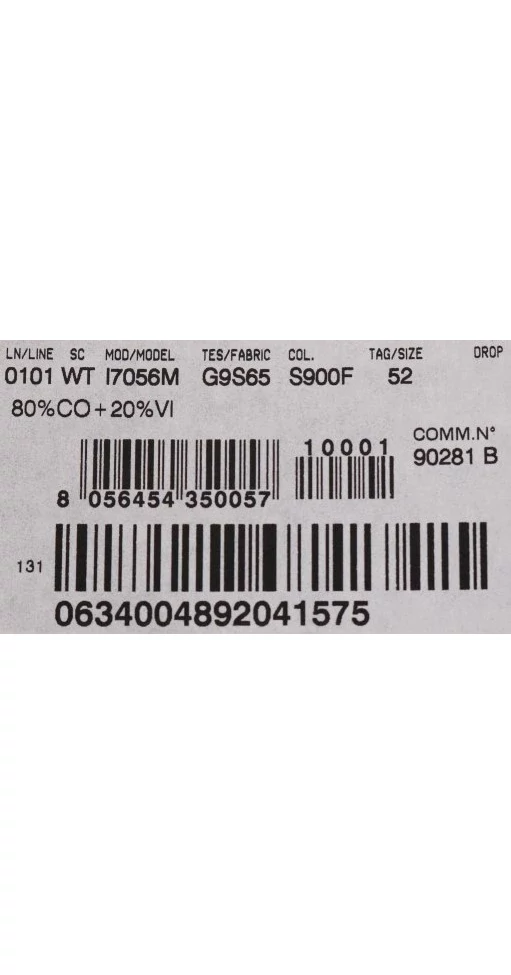 LN/LINE SC MOD/MODEL TES/FABRIC COL. TAG/SIZE DROP
0101 WT I7056M G9S65 S900F 52
80%CO+20%VI
10001
COMM.N°
90281 B
8 056454 350057
131
0634004892041575